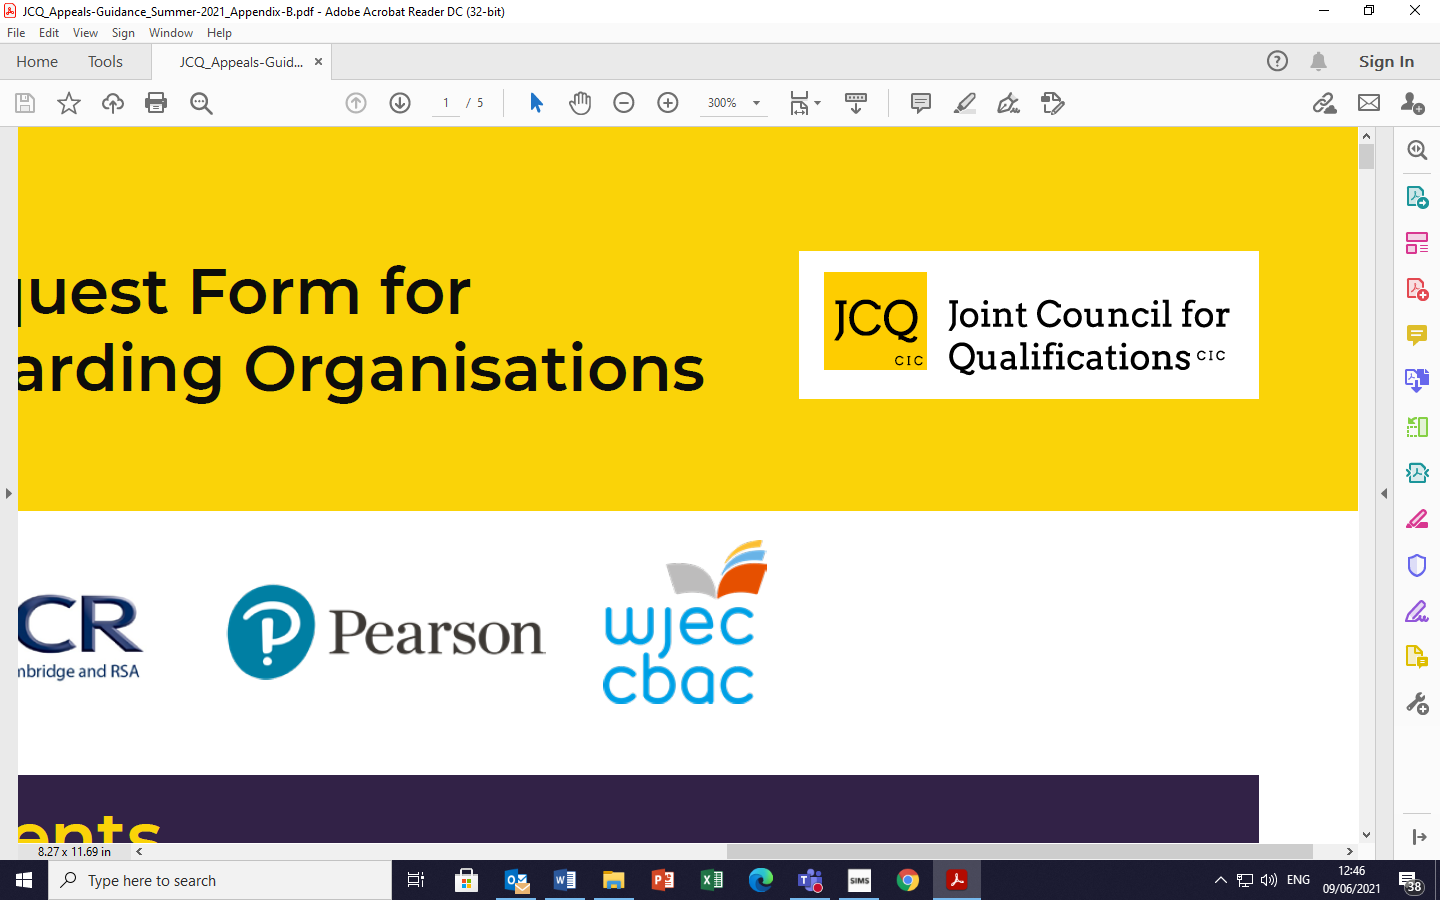 JCQ_Appeals-Guidance_Summer-2021_Appendix-B.pdf - Adobe Acrobat Reader DC (32-bit)
File Edit View Sign Window Help
Home Tools JCQ_Appeals-Guid... × Sign In
1 / 5 300%
quest Form for
arding Organisations
JCQ CIC
Joint Council for
Qualifications CIC
CR
mbridge and RSA
Pearson
wjec
cbac
ents
8.27 x 11.69 in
Type here to search
SIMS
ENG
12:46
09/06/2021
38